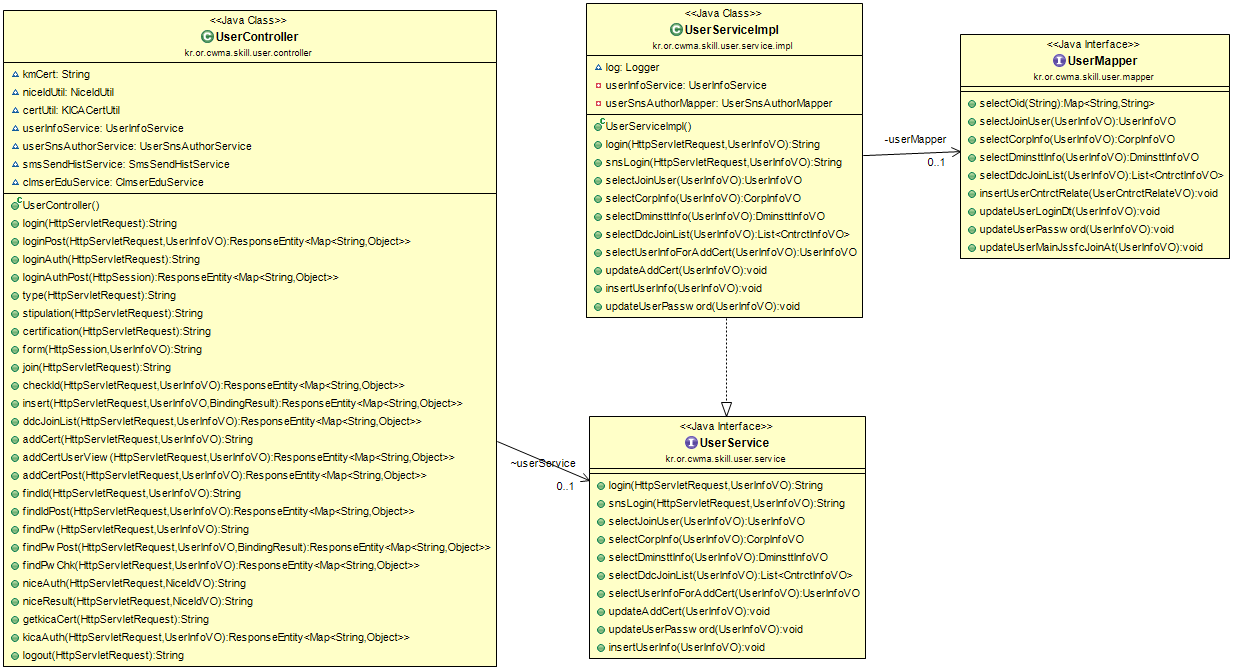 <<Java Class>>
UserController
kr.or.cwma.skill.user.controller
kmCert: String
niceIdUtil: NiceIdUtil
certUtil: KICACertUtil
userInfoService: UserInfoService
userSnsAuthorService: UserSnsAuthorService
smsSendHistService: SmsSendHistService
clmserEduService: ClmserEduService
UserController()
login(HttpServletRequest):String
loginPost(HttpServletRequest,UserInfoVO):ResponseEntity<Map<String,Object>>
loginAuth(HttpServletRequest):String
loginAuthPost(HttpSession):ResponseEntity<Map<String,Object>>
type(HttpServletRequest):String
stipulation(HttpServletRequest):String
certification(HttpServletRequest):String
form(HttpSession,UserInfoVO):String
join(HttpServletRequest):String
checkId(HttpServletRequest,UserInfoVO):ResponseEntity<Map<String,Object>>
insert(HttpServletRequest,UserInfoVO,BindingResult):ResponseEntity<Map<String,Object>>
ddcJoinList(HttpServletRequest,UserInfoVO):ResponseEntity<Map<String,Object>>
addCert(HttpServletRequest,UserInfoVO):String
addCertUserView(HttpServletRequest,UserInfoVO):ResponseEntity<Map<String,Object>>
addCertPost(HttpServletRequest,UserInfoVO):ResponseEntity<Map<String,Object>>
findId(HttpServletRequest,UserInfoVO):String
findIdPost(HttpServletRequest,UserInfoVO):ResponseEntity<Map<String,Object>>
findPw(HttpServletRequest,UserInfoVO):String
findPwPost(HttpServletRequest,UserInfoVO,BindingResult):ResponseEntity<Map<String,Object>>
findPwChk(HttpServletRequest,UserInfoVO):ResponseEntity<Map<String,Object>>
niceAuth(HttpServletRequest,NiceIdVO):String
niceResult(HttpServletRequest,NiceIdVO):String
getkicaCert(HttpServletRequest):String
kicaAuth(HttpServletRequest,UserInfoVO):ResponseEntity<Map<String,Object>>
logout(HttpServletRequest):String
~userService
0..1
<<Java Class>>
UserServiceImpl
kr.or.cwma.skill.user.service.impl
log: Logger
userInfoService: UserInfoService
userSnsAuthorMapper: UserSnsAuthorMapper
UserServiceImpl()
login(HttpServletRequest,UserInfoVO):String
snsLogin(HttpServletRequest,UserInfoVO):String
selectJoinUser(UserInfoVO):UserInfoVO
selectCorpInfo(UserInfoVO):CorpInfoVO
selectDminsttInfo(UserInfoVO):DminsttInfoVO
selectDdcJoinList(UserInfoVO):List<CntrctInfoVO>
selectUserInfoForAddCert(UserInfoVO):UserInfoVO
updateAddCert(UserInfoVO):void
insertUserInfo(UserInfoVO):void
updateUserPassword(UserInfoVO):void
-userMapper
0..1
<<Java Interface>>
UserMapper
kr.or.cwma.skill.user.mapper
selectOid(String):Map<String,String>
selectJoinUser(UserInfoVO):UserInfoVO
selectCorpInfo(UserInfoVO):CorpInfoVO
selectDminsttInfo(UserInfoVO):DminsttInfoVO
selectDdcJoinList(UserInfoVO):List<CntrctInfoVO>
insertUserCntrctRelate(UserCntrctRelateVO):void
updateUserLoginDt(UserInfoVO):void
updateUserPassword(UserInfoVO):void
updateUserMainJssfcJoinAt(UserInfoVO):void
<<Java Interface>>
UserService
kr.or.cwma.skill.user.service
login(HttpServletRequest,UserInfoVO):String
snsLogin(HttpServletRequest,UserInfoVO):String
selectJoinUser(UserInfoVO):UserInfoVO
selectCorpInfo(UserInfoVO):CorpInfoVO
selectDminsttInfo(UserInfoVO):DminsttInfoVO
selectDdcJoinList(UserInfoVO):List<CntrctInfoVO>
selectUserInfoForAddCert(UserInfoVO):UserInfoVO
updateAddCert(UserInfoVO):void
updateUserPassword(UserInfoVO):void
insertUserInfo(UserInfoVO):void